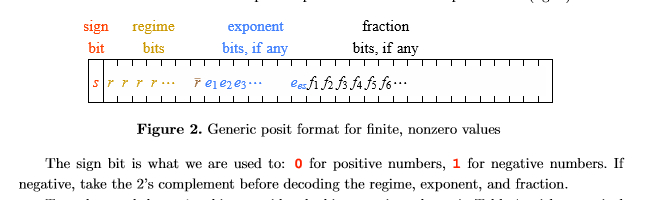 sign regime exponent fraction
bit bits bits, if any bits, if any
s r r r r ··· r̄ e1 e2 e3 ··· ees f1 f2 f3 f4 f5 f6 ···
Figure 2. Generic posit format for finite, nonzero values
The sign bit is what we are used to: 0 for positive numbers, 1 for negative numbers. If
negative, take the 2's complement before decoding the regime, exponent, and fraction.